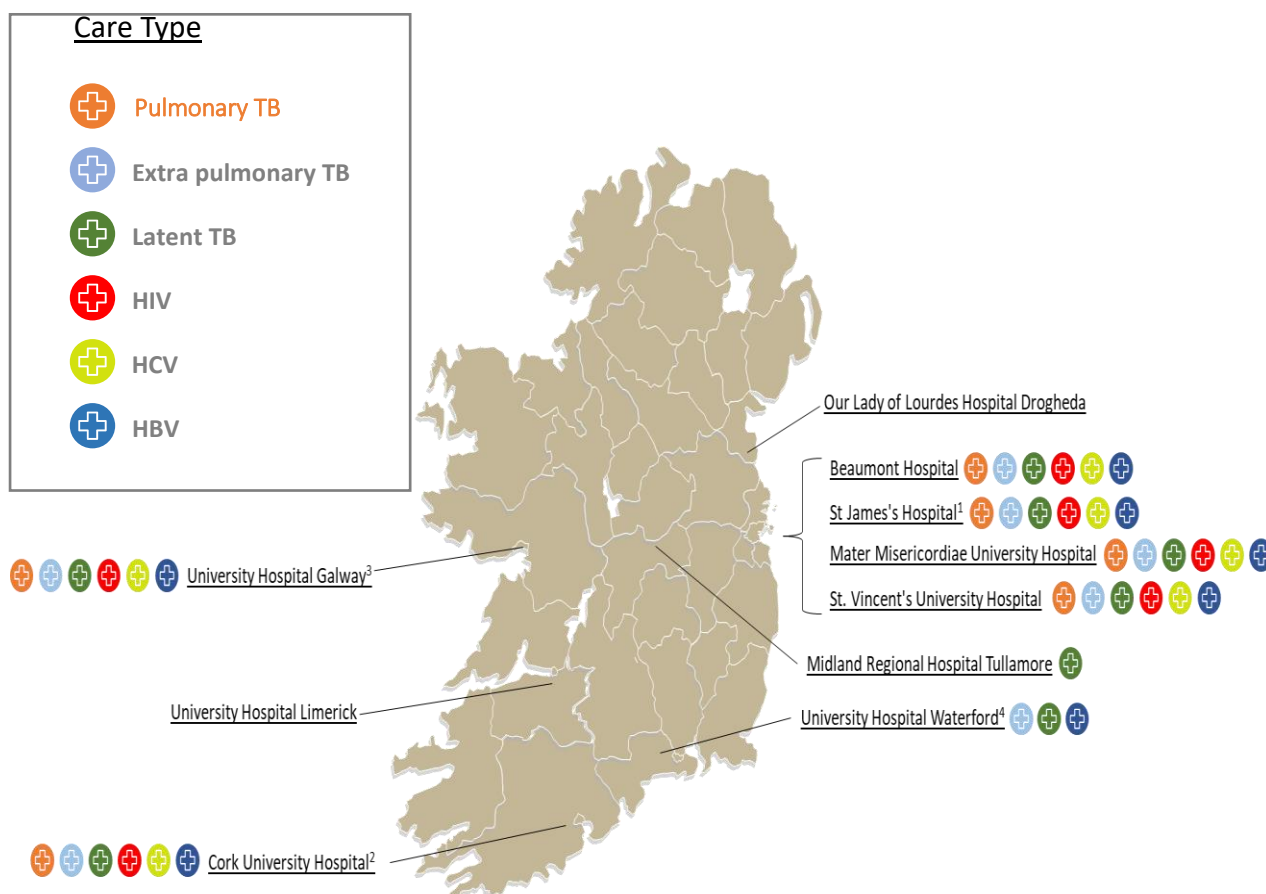 Care Type
Pulmonary TB
Extra pulmonary TB
Latent TB
HIV
HCV
HBV
Our Lady of Lourdes Hospital Drogheda
Beaumont Hospital
St James's Hospital¹
Mater Misericordiae University Hospital
St. Vincent's University Hospital
University Hospital Galway³
Midland Regional Hospital Tullamore
University Hospital Limerick
University Hospital Waterford⁴
Cork University Hospital²